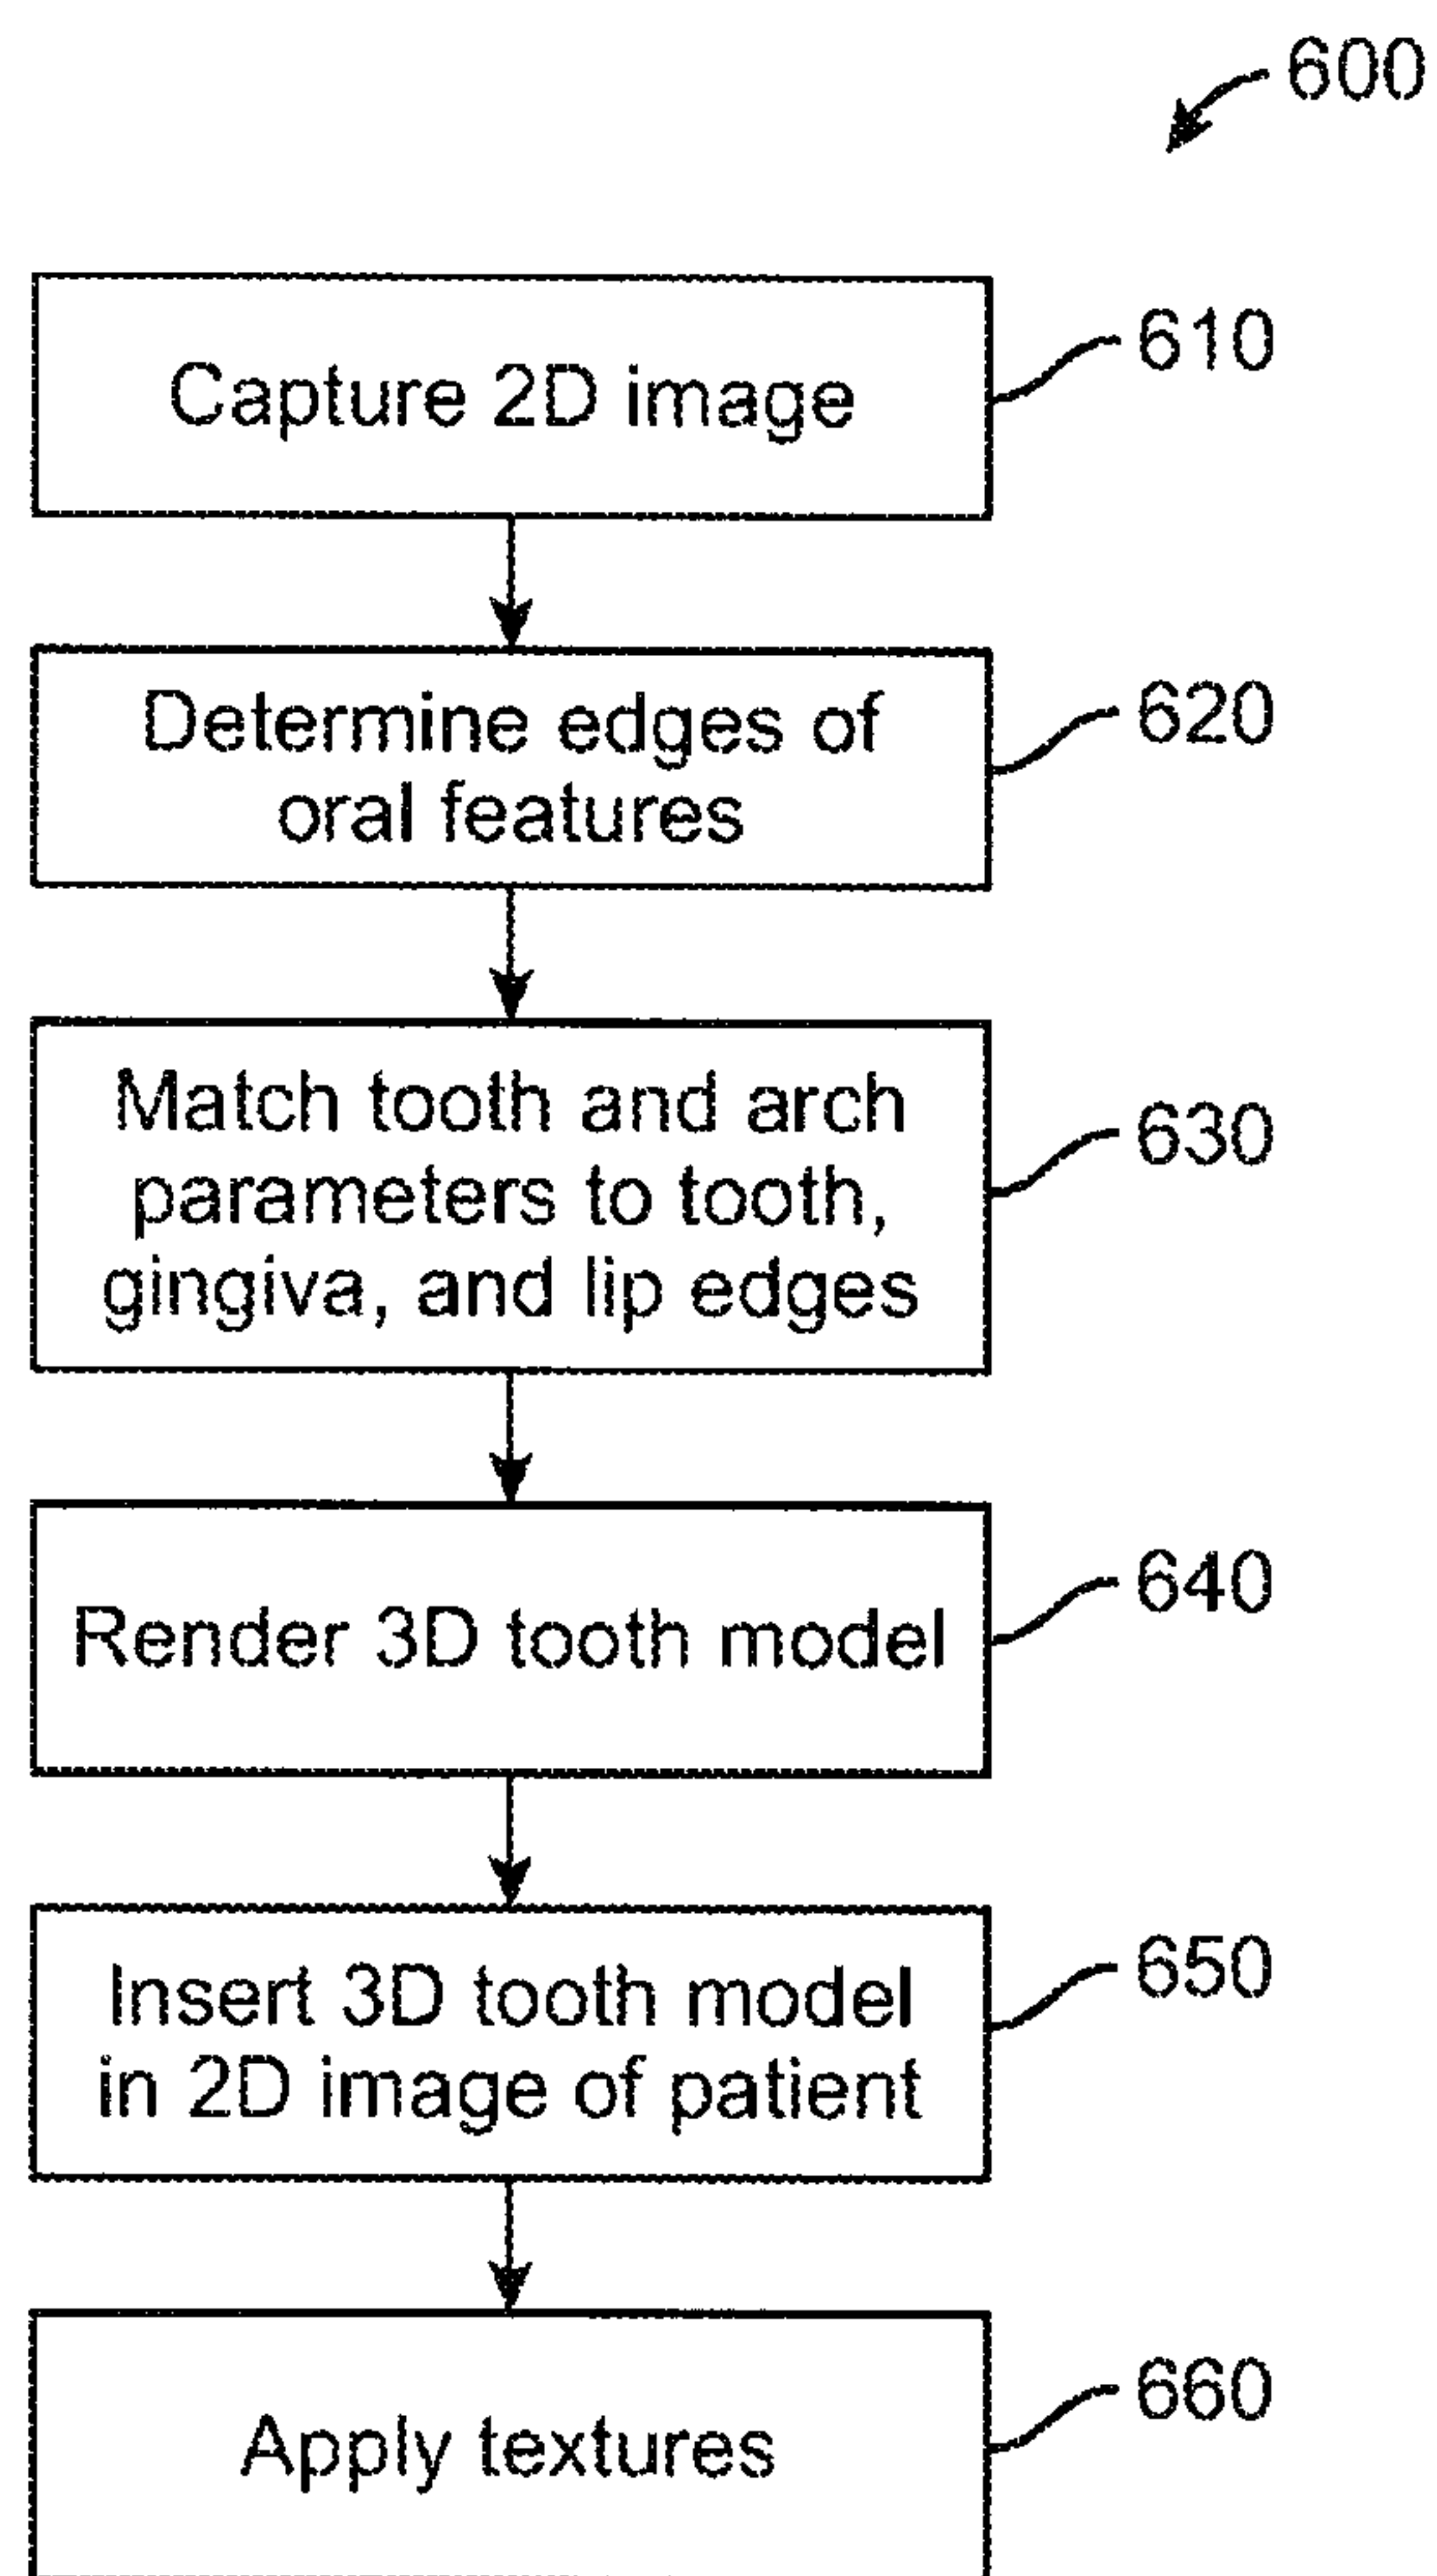 600
Capture 2D image
610
Determine edges of
oral features
620
Match tooth and arch
parameters to tooth,
gingiva, and lip edges
630
Render 3D tooth model
640
Insert 3D tooth model
in 2D image of patient
650
Apply textures
660